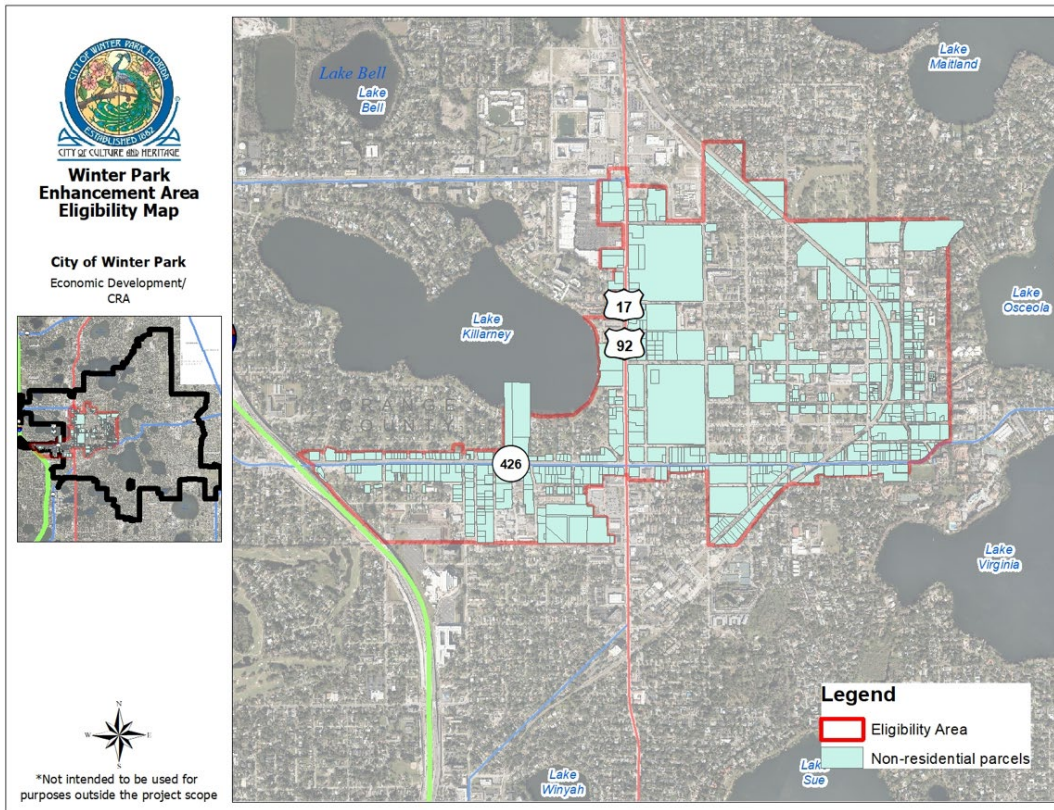 CITY OF WINTER PARK, FLORIDA
ESTABLISHED 1882
CITY OF CULTURE AND HERITAGE
Winter Park
Enhancement Area
Eligibility Map
City of Winter Park
Economic Development/
CRA
N
W
E
S
*Not intended to be used for
purposes outside the project scope
Lake Bell
Lake
Bell
Lake
Maitland
17
92
Lake
Killarney
Lake
Osceola
ORANGE
COUNTY
426
Lake
Virginia
Legend
Eligibility Area
Non-residential parcels
Lake
Sue
Lake
Winyah